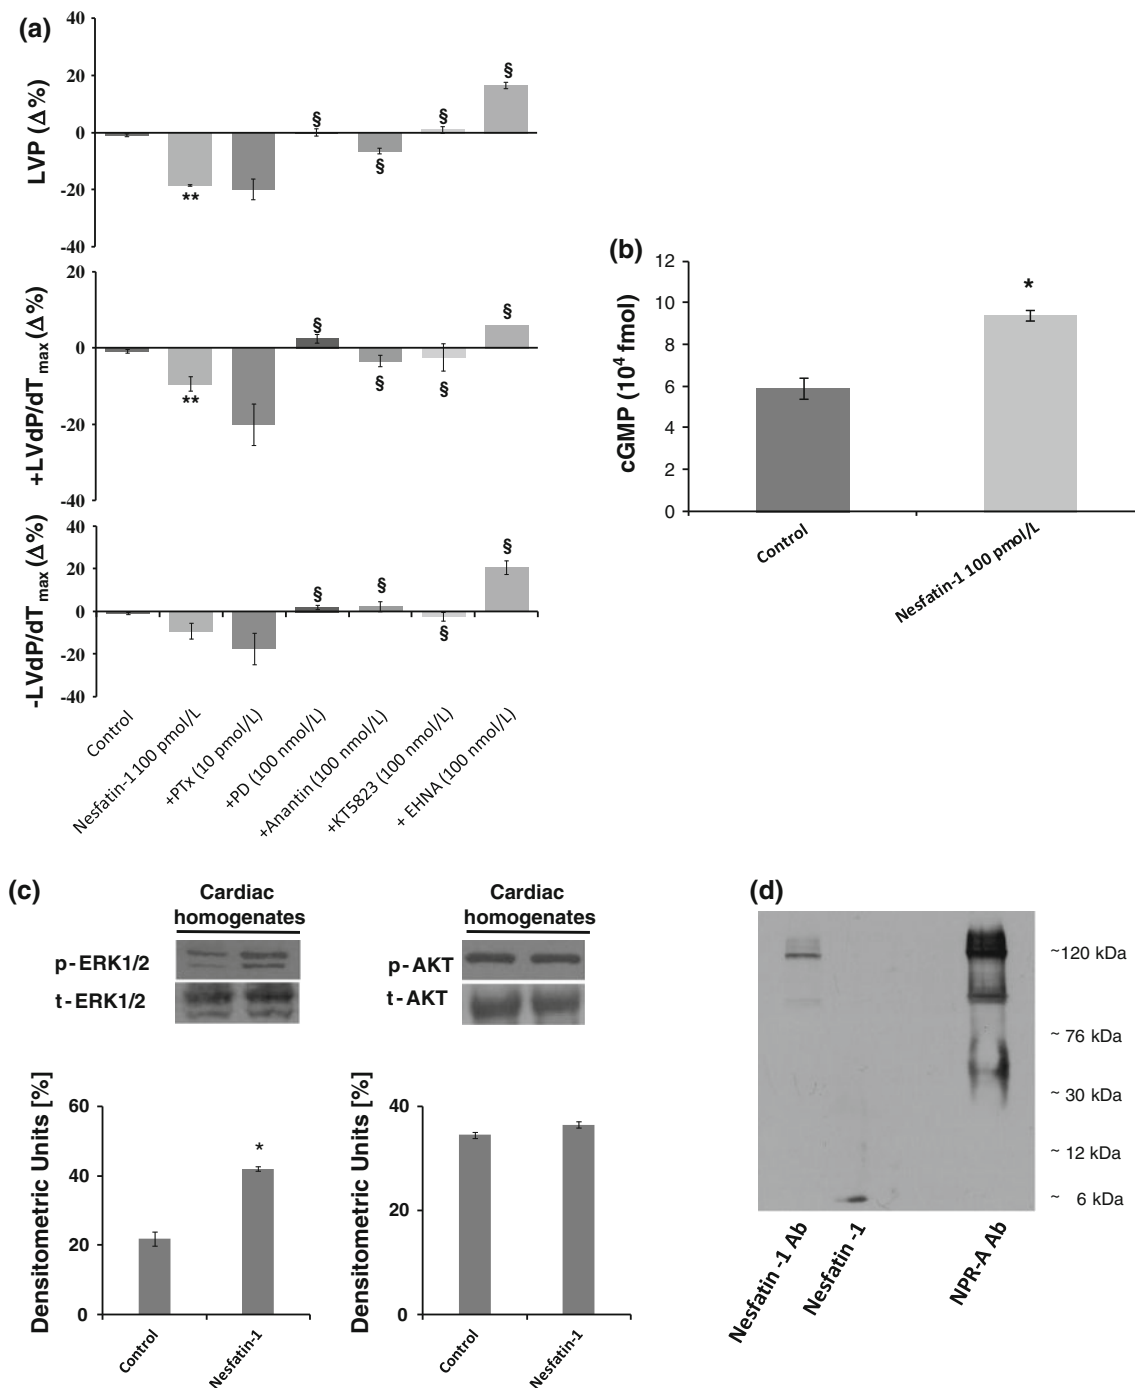 (a)
LVP (Δ%)
40
20
0
-20
-40
**
§
§
§
§
+LVdP/dT max (Δ%)
20
0
-20
-40
**
§
§
§
§
-LVdP/dT max (Δ%)
40
20
0
-20
-40
§
§
§
§
Control
Nesfatin-1 100 pmol/L
+PTx (10 pmol/L)
+PD (100 nmol/L)
+Anantin (100 nmol/L)
+KT5823 (100 nmol/L)
+ EHNA (100 nmol/L)
(b)
cGMP (10⁴ fmol)
12
10
8
6
4
2
0
*
Control
Nesfatin-1 100 pmol/L
(c)
Cardiac
homogenates
p-ERK1/2
t-ERK1/2
Densitometric Units [%]
60
40
20
0
*
Control
Nesfatin-1
Cardiac
homogenates
p-AKT
t-AKT
Densitometric Units [%]
40
20
0
Control
Nesfatin-1
(d)
~120 kDa
~ 76 kDa
~ 30 kDa
~ 12 kDa
~ 6 kDa
Nesfatin -1 Ab
Nesfatin -1
NPR-A Ab